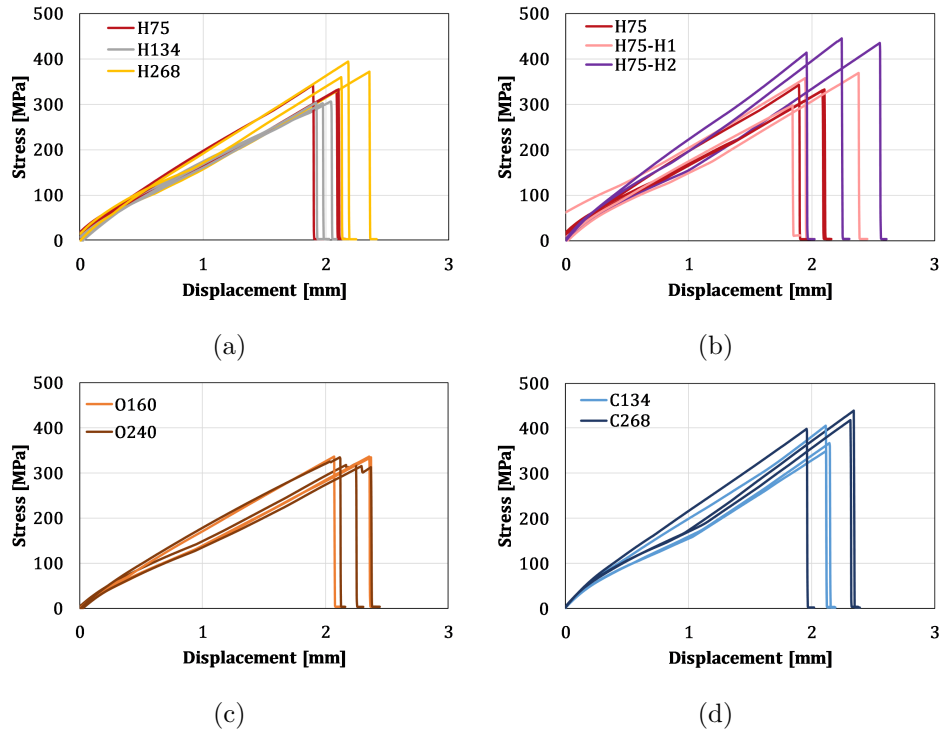 500
400
300
200
100
0
Stress [MPa]
H75
H134
H268
0 1 2 3
Displacement [mm]
(a)
500
400
300
200
100
0
Stress [MPa]
H75
H75-H1
H75-H2
0 1 2 3
Displacement [mm]
(b)
500
400
300
200
100
0
Stress [MPa]
O160
O240
0 1 2 3
Displacement [mm]
(c)
500
400
300
200
100
0
Stress [MPa]
C134
C268
0 1 2 3
Displacement [mm]
(d)